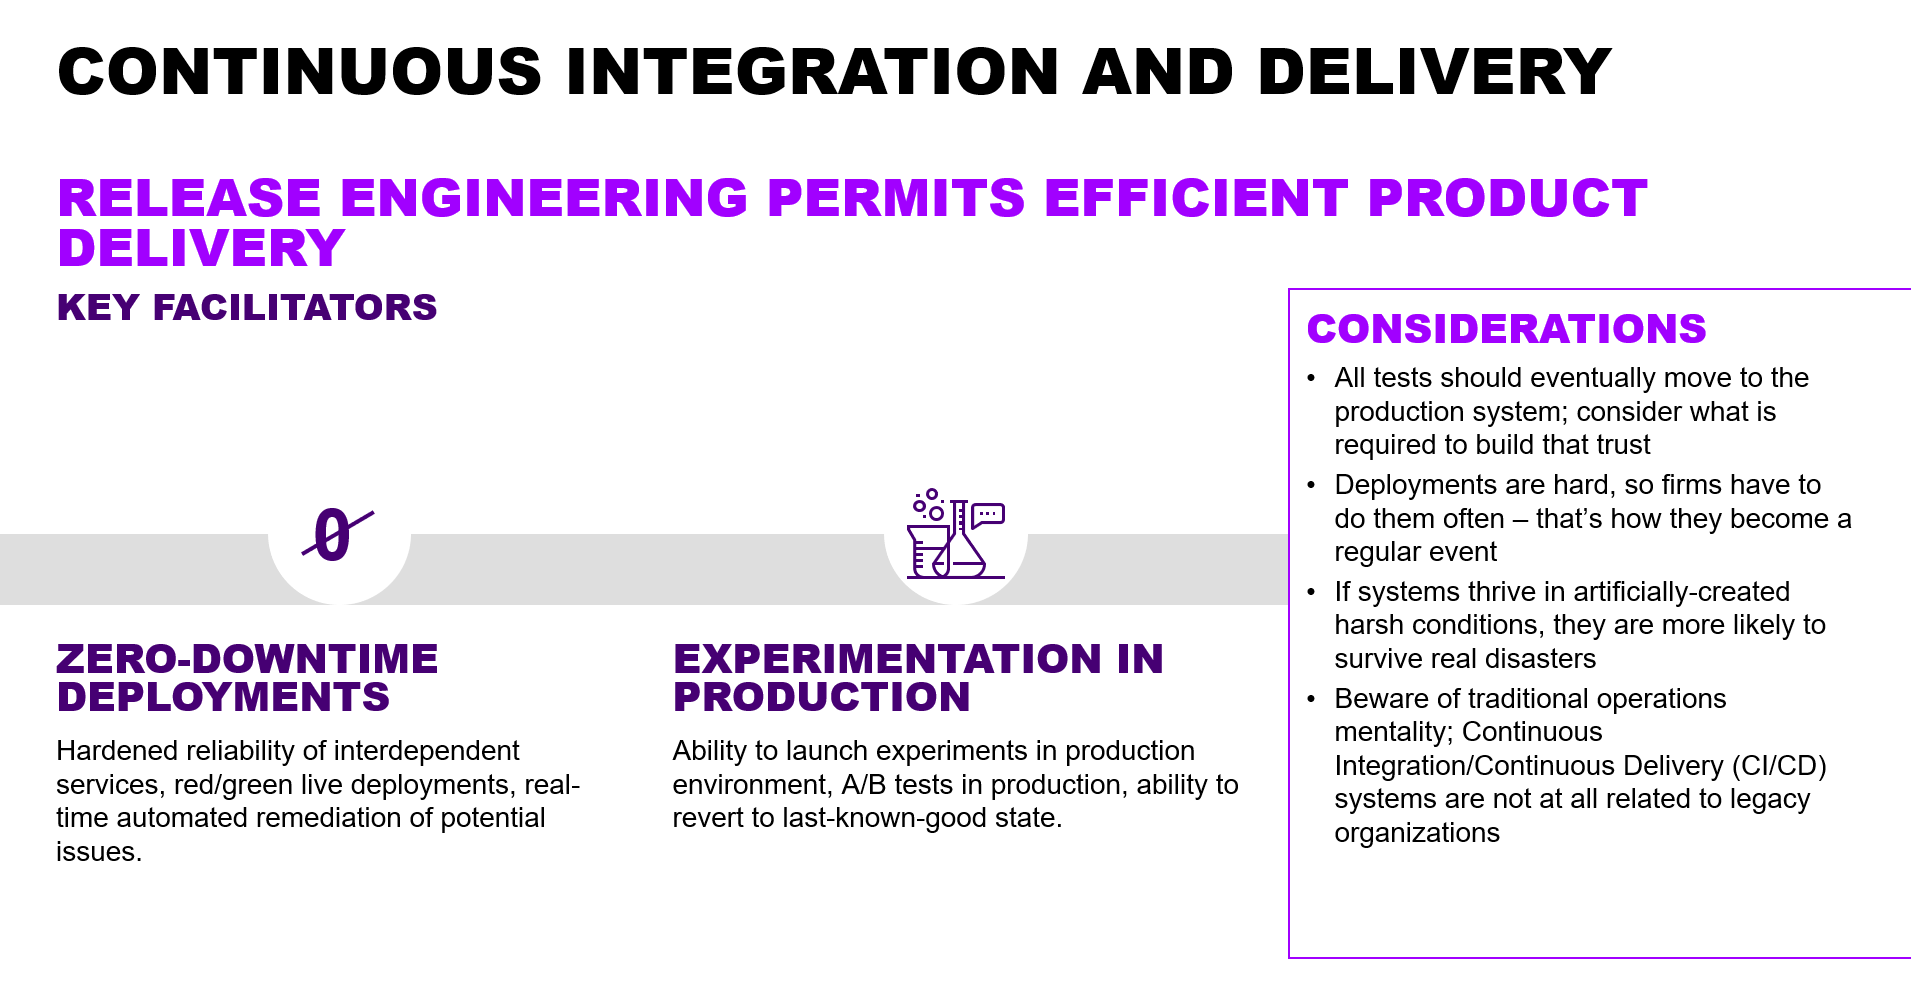 CONTINUOUS INTEGRATION AND DELIVERY
RELEASE ENGINEERING PERMITS EFFICIENT PRODUCT
DELIVERY
KEY FACILITATORS
0
ZERO-DOWNTIME
DEPLOYMENTS
Hardened reliability of interdependent
services, red/green live deployments, real-
time automated remediation of potential
issues.
EXPERIMENTATION IN
PRODUCTION
Ability to launch experiments in production
environment, A/B tests in production, ability to
revert to last-known-good state.
CONSIDERATIONS
• All tests should eventually move to the
production system; consider what is
required to build that trust
• Deployments are hard, so firms have to
do them often – that’s how they become a
regular event
• If systems thrive in artificially-created
harsh conditions, they are more likely to
survive real disasters
• Beware of traditional operations
mentality; Continuous
Integration/Continuous Delivery (CI/CD)
systems are not at all related to legacy
organizations